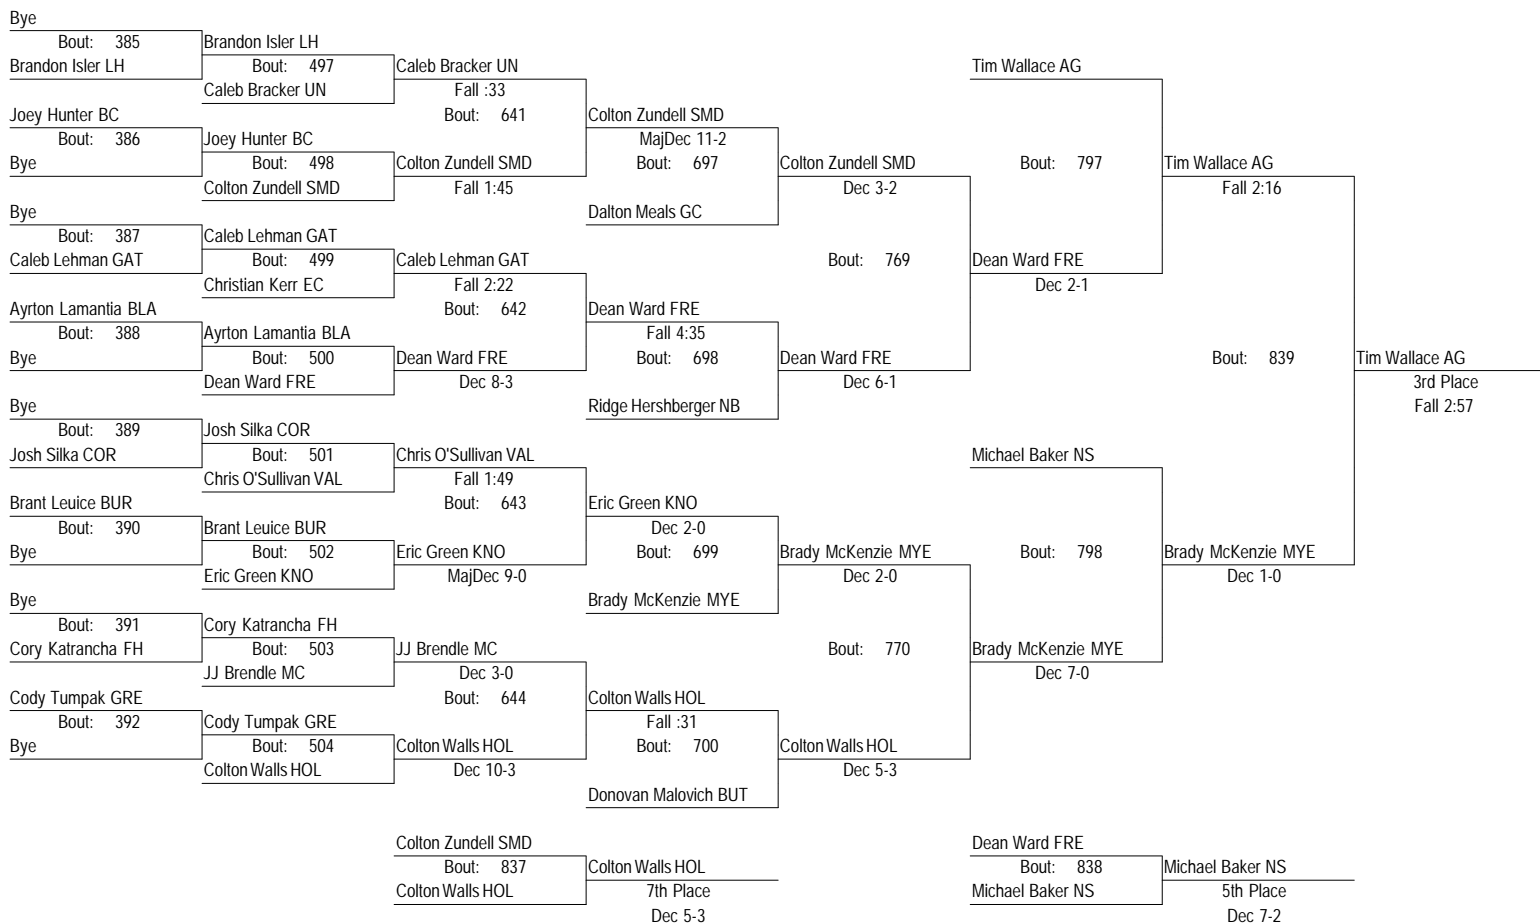 Bye
Bout: 385
Brandon Isler LH
Joey Hunter BC
Bout: 386
Bye
Bye
Bout: 387
Caleb Lehman GAT
Ayrton Lamantia BLA
Bout: 388
Bye
Bye
Bout: 389
Josh Silka COR
Brant Leuice BUR
Bout: 390
Bye
Bye
Bout: 391
Cory Katrancha FH
Cody Tumpak GRE
Bout: 392
Bye
Brandon Isler LH
Bout: 497
Caleb Bracker UN
Joey Hunter BC
Bout: 498
Colton Zundell SMD
Caleb Lehman GAT
Bout: 499
Christian Kerr EC
Ayrton Lamantia BLA
Bout: 500
Dean Ward FRE
Josh Silka COR
Bout: 501
Chris O'Sullivan VAL
Brant Leuice BUR
Bout: 502
Eric Green KNO
Cory Katrancha FH
Bout: 503
JJ Brendle MC
Cody Tumpak GRE
Bout: 504
Colton Walls HOL
Caleb Bracker UN
Fall :33
Bout: 641
Colton Zundell SMD
Fall 1:45
Caleb Lehman GAT
Fall 2:22
Bout: 642
Dean Ward FRE
Dec 8-3
Chris O'Sullivan VAL
Fall 1:49
Bout: 643
Eric Green KNO
MajDec 9-0
JJ Brendle MC
Dec 3-0
Bout: 644
Colton Walls HOL
Dec 10-3
Colton Zundell SMD
MajDec 11-2
Bout: 697
Dalton Meals GC
Dean Ward FRE
Fall 4:35
Bout: 698
Ridge Hershberger NB
Eric Green KNO
Dec 2-0
Bout: 699
Brady McKenzie MYE
Colton Walls HOL
Fall :31
Bout: 700
Donovan Malovich BUT
Colton Zundell SMD
Dec 3-2
Bout: 769
Dean Ward FRE
Dec 6-1
Brady McKenzie MYE
Dec 2-0
Bout: 770
Colton Walls HOL
Dec 5-3
Tim Wallace AG
Bout: 797
Dean Ward FRE
Dec 2-1
Michael Baker NS
Bout: 798
Brady McKenzie MYE
Dec 7-0
Tim Wallace AG
Fall 2:16
Bout: 839
Brady McKenzie MYE
Dec 1-0
Tim Wallace AG
3rd Place
Fall 2:57
Colton Zundell SMD
Bout: 837
Colton Walls HOL
Colton Walls HOL
7th Place
Dec 5-3
Dean Ward FRE
Bout: 838
Michael Baker NS
Michael Baker NS
5th Place
Dec 7-2